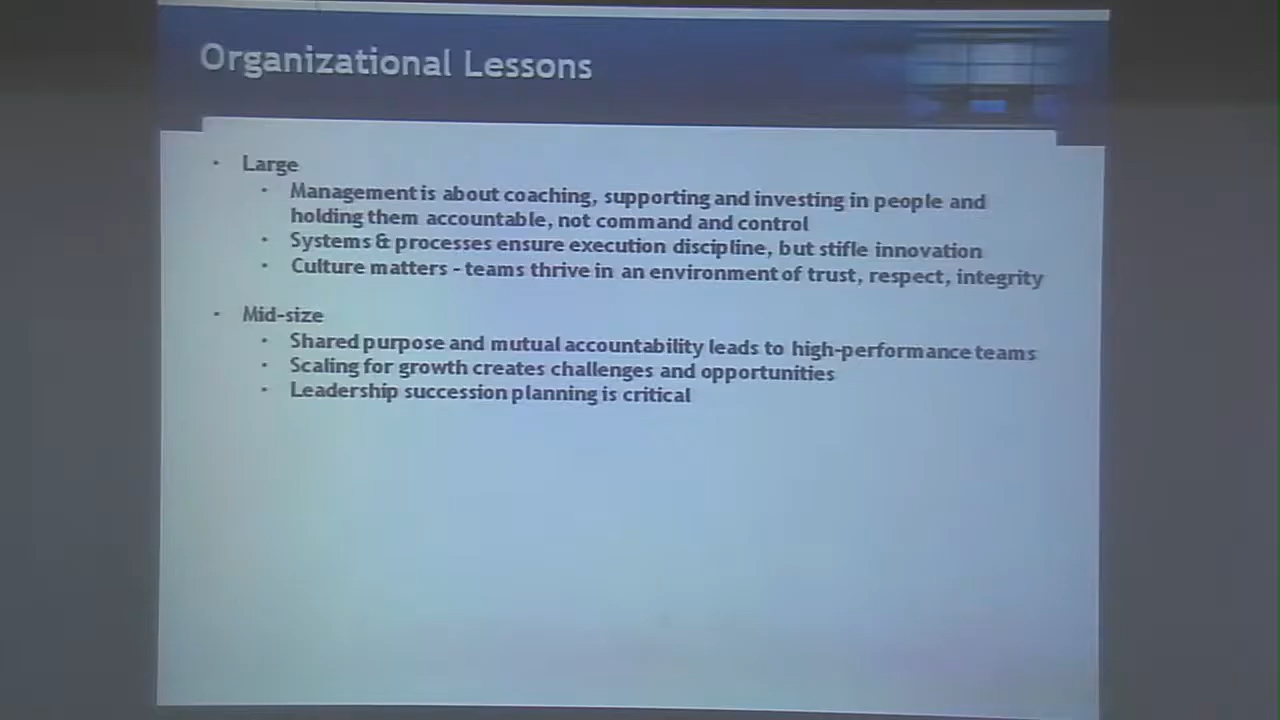 Organizational Lessons
• Large
• Management is about coaching, supporting and investing in people and
holding them accountable, not command and control
• Systems & processes ensure execution discipline, but stifle innovation
• Culture matters - teams thrive in an environment of trust, respect, integrity
• Mid-size
• Shared purpose and mutual accountability leads to high-performance teams
• Scaling for growth creates challenges and opportunities
• Leadership succession planning is critical